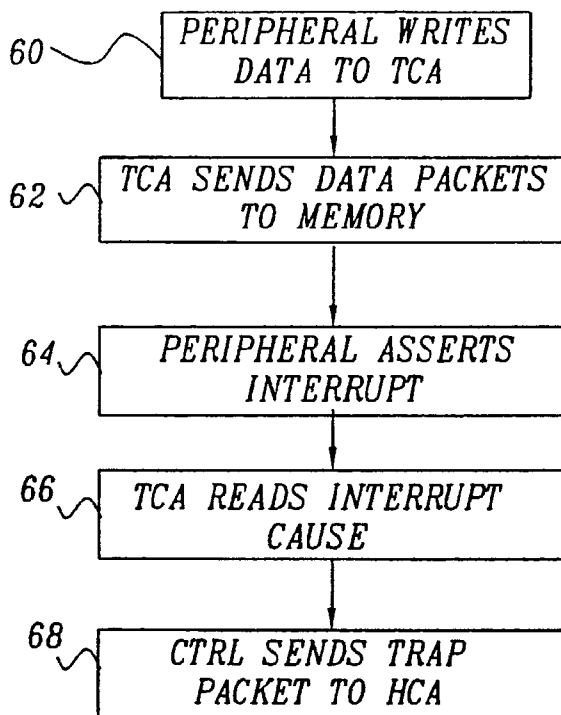 60
PERIPHERAL WRITES
DATA TO TCA
62
TCA SENDS DATA PACKETS
TO MEMORY
64
PERIPHERAL ASSERTS
INTERRUPT
66
TCA READS INTERRUPT
CAUSE
68
CTRL SENDS TRAP
PACKET TO HCA